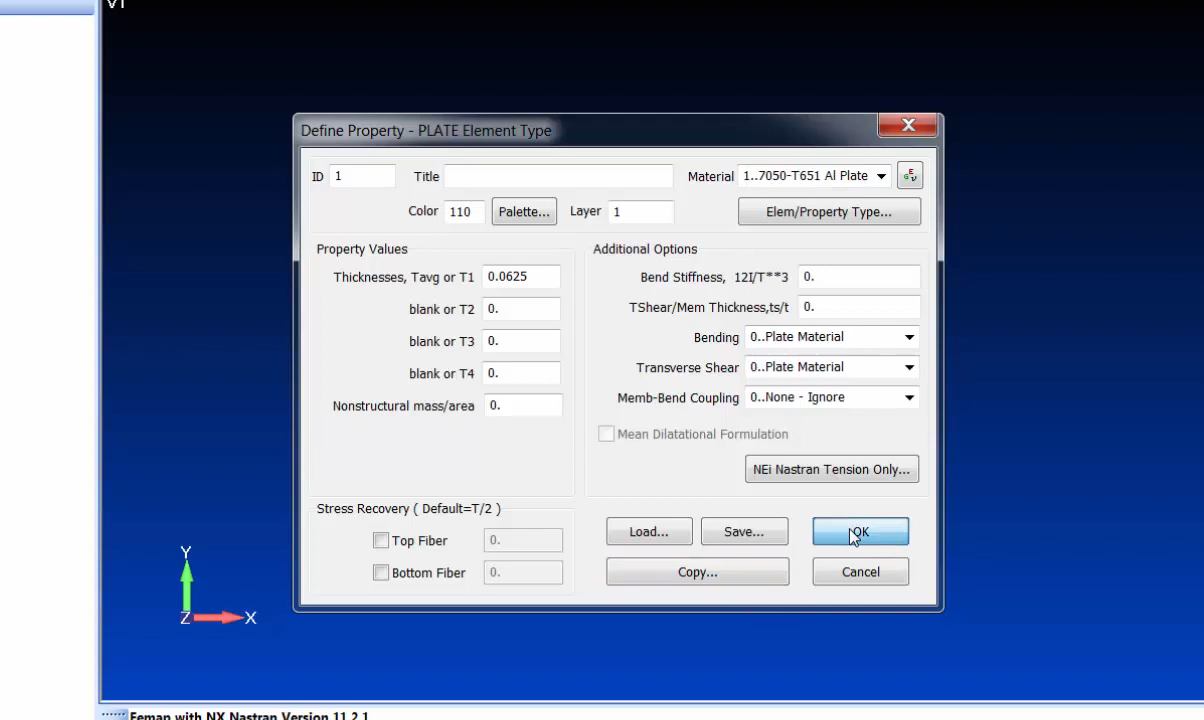 V1
Define Property - PLATE Element Type
ID 1 Title Material 1..7050-T651 Al Plate
Color 110 Palette... Layer 1 Elem/Property Type...
Property Values Additional Options
Thicknesses, Tavg or T1 0.0625 Bend Stiffness, 12I/T**3 0.
blank or T2 0. TShear/Mem Thickness,ts/t 0.
blank or T3 0. Bending 0..Plate Material
blank or T4 0. Transverse Shear 0..Plate Material
Nonstructural mass/area 0. Memb-Bend Coupling 0..None - Ignore
Mean Dilatational Formulation
NEi Nastran Tension Only...
Stress Recovery ( Default=T/2 )
Top Fiber 0. Load... Save... OK
Bottom Fiber 0. Copy... Cancel
Y
Z X
Femap with NX Nastran Version 11.2.1